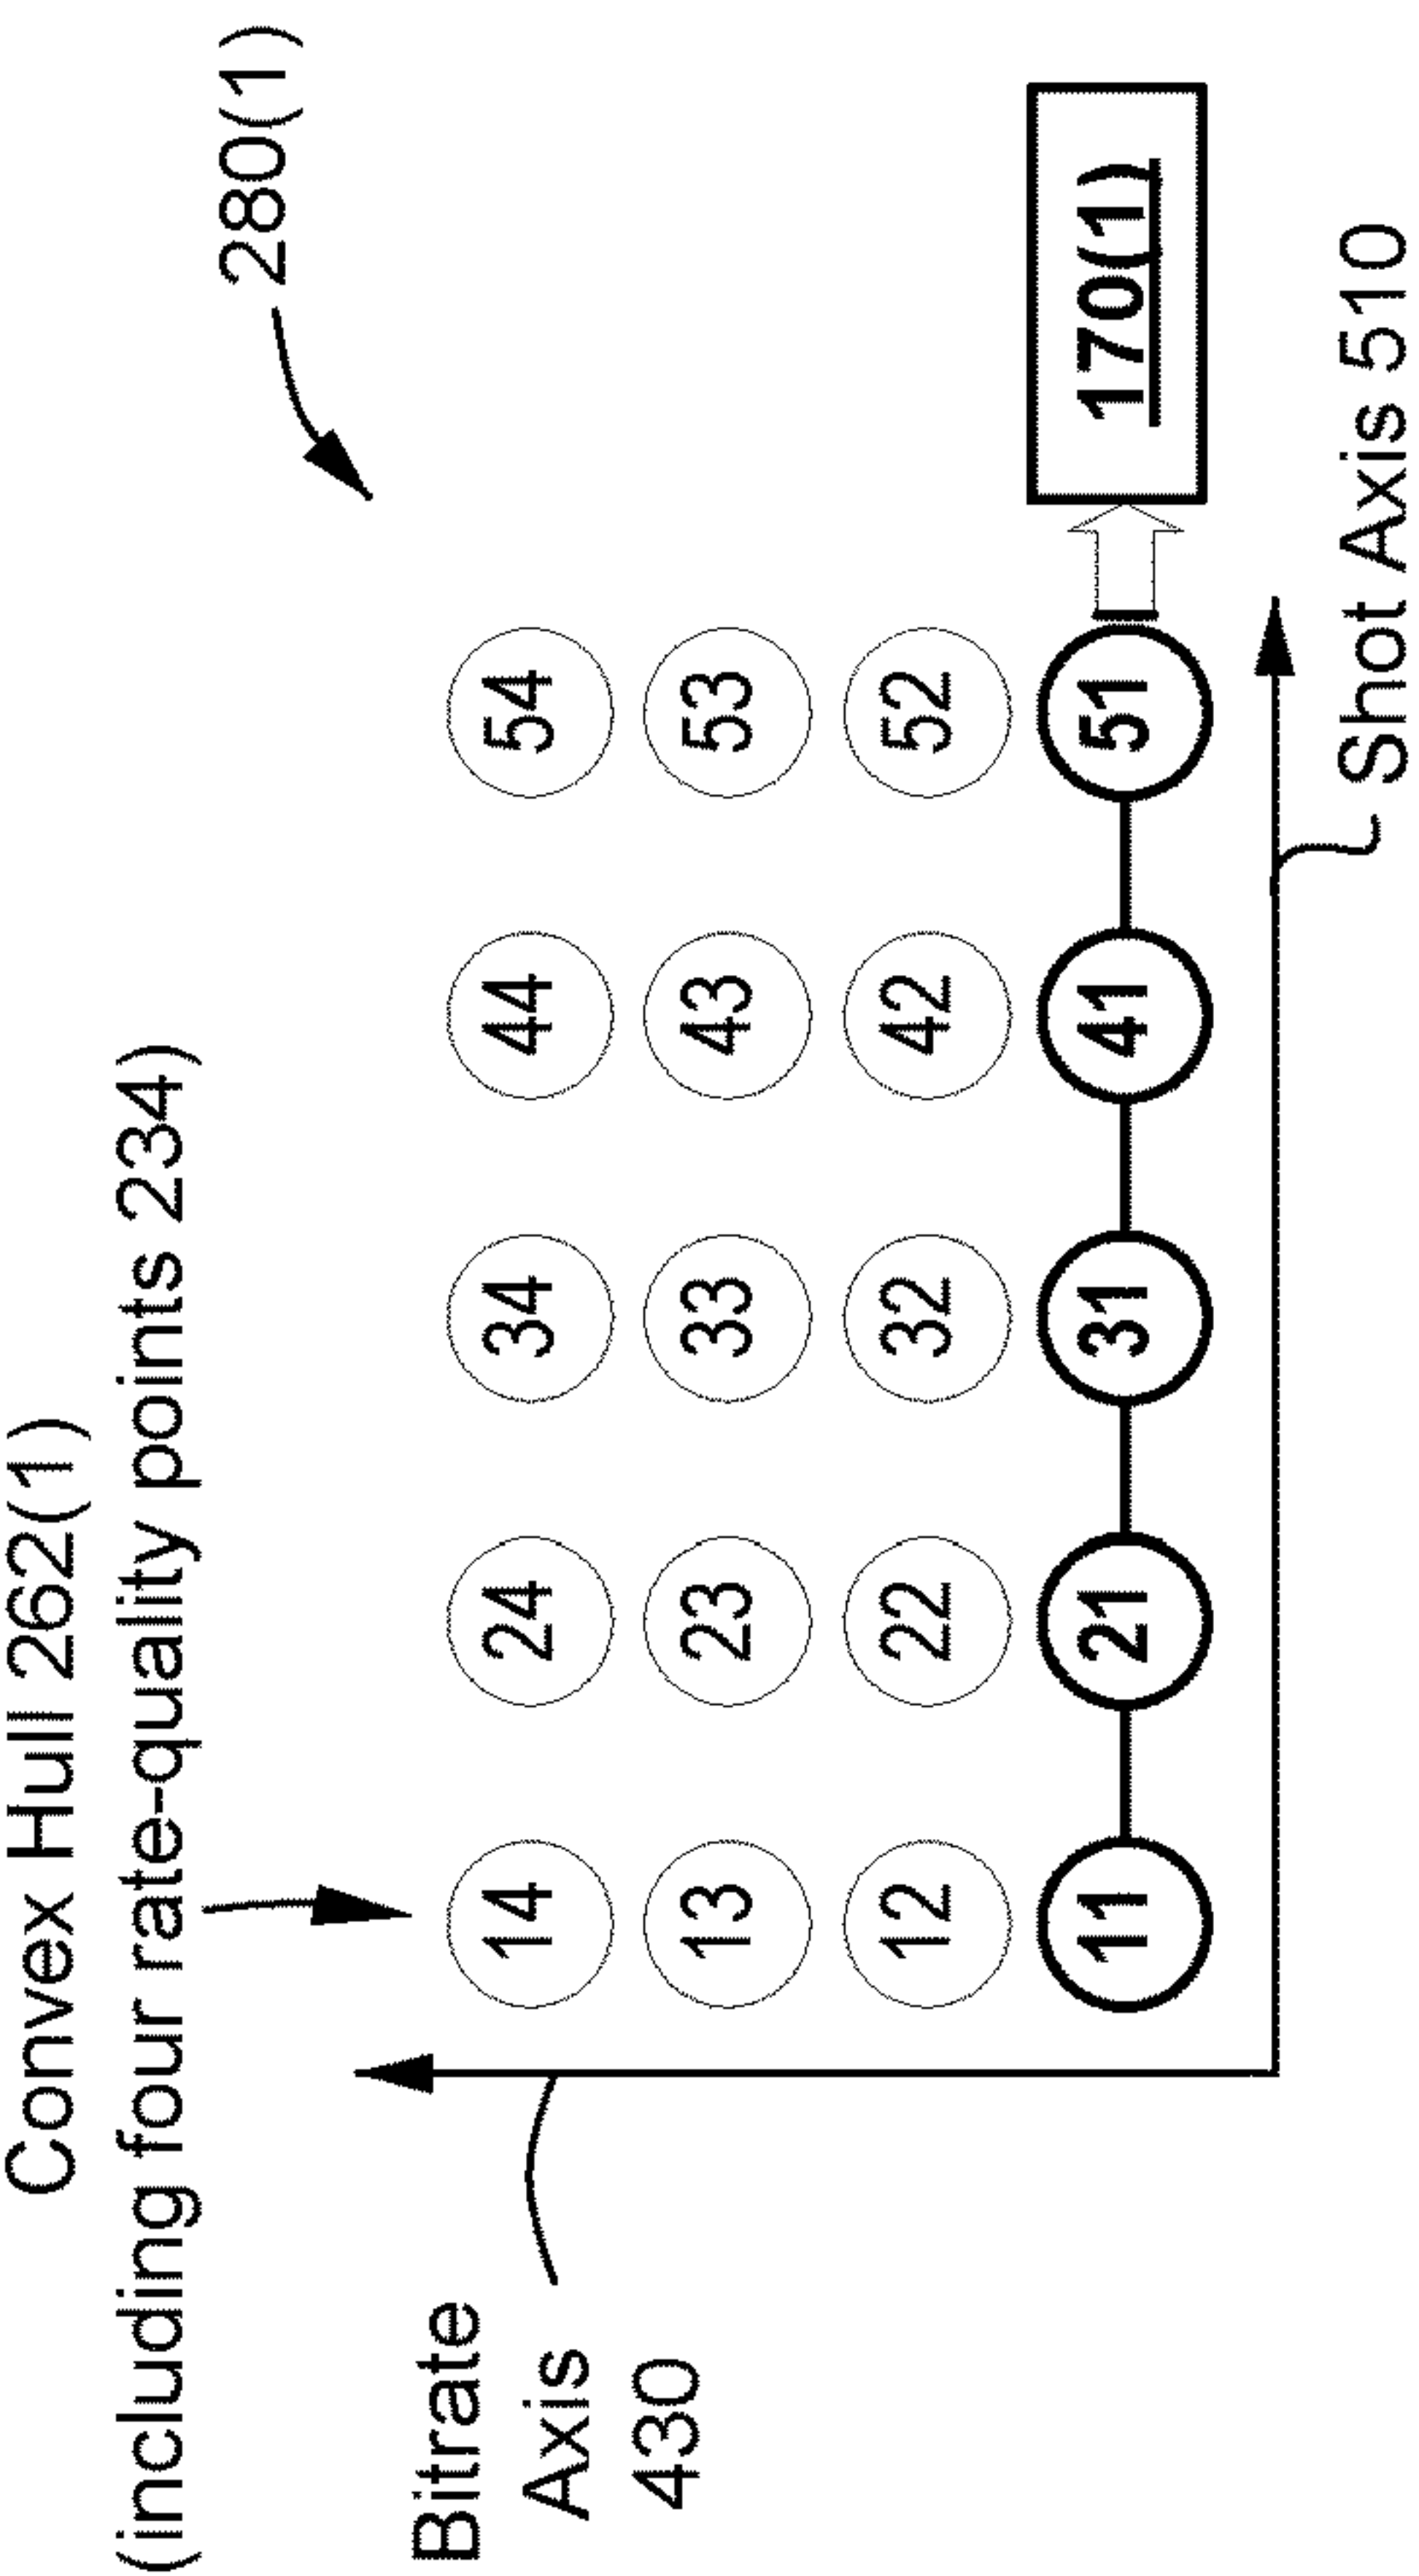 Convex Hull 262(1)
(including four rate-quality points 234)
280(1)
Bitrate
Axis
430
14 24 34 44 54
13 23 33 43 53
12 22 32 42 52
11 21 31 41 51
170(1)
Shot Axis 510